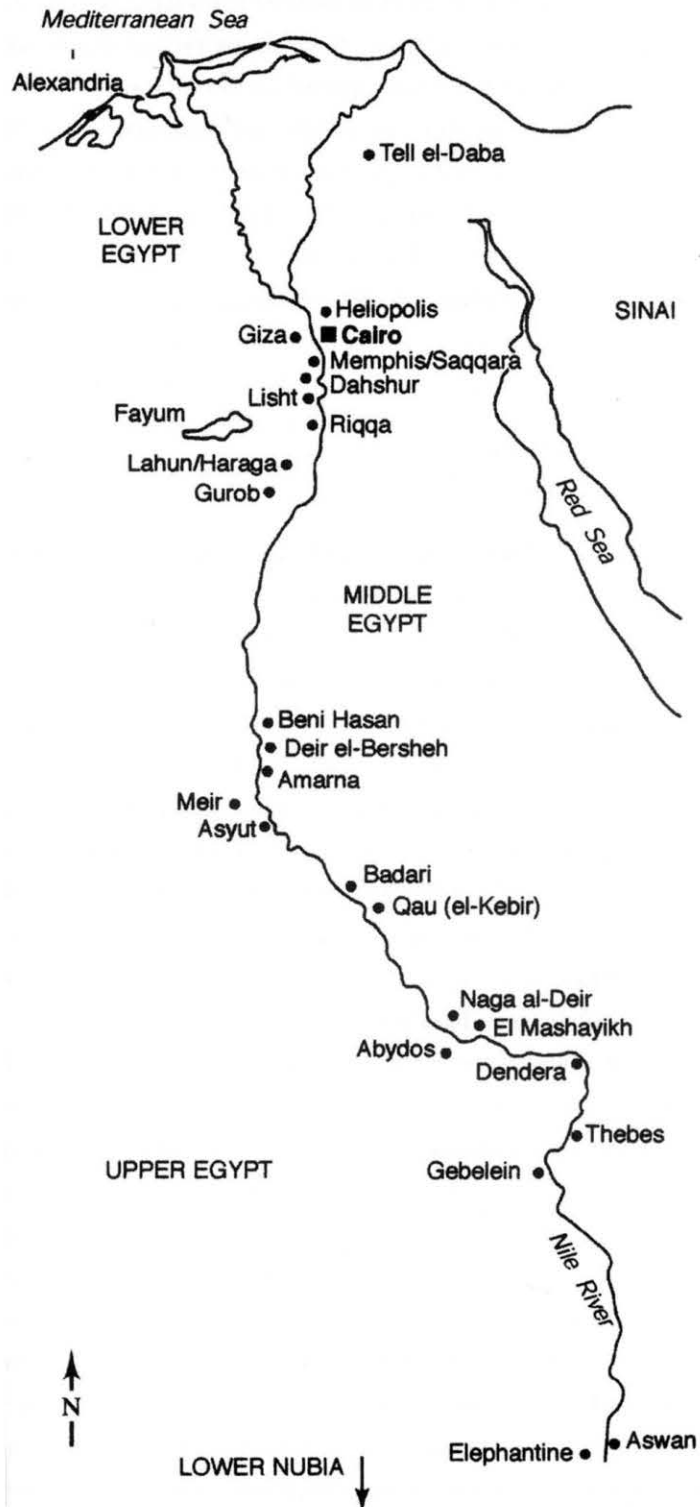 Mediterranean Sea
Alexandria
Tell el-Daba
LOWER
EGYPT
Heliopolis
SINAI
Giza
Cairo
Memphis/Saqqara
Dahshur
Lisht
Fayum
Riqqa
Lahun/Haraga
Gurob
Red Sea
MIDDLE
EGYPT
Beni Hasan
Deir el-Bersheh
Amarna
Meir
Asyut
Badari
Qau (el-Kebir)
Naga al-Deir
El Mashayikh
Abydos
Dendera
Thebes
UPPER EGYPT
Gebelein
Nile River
N
Aswan
Elephantine
LOWER NUBIA